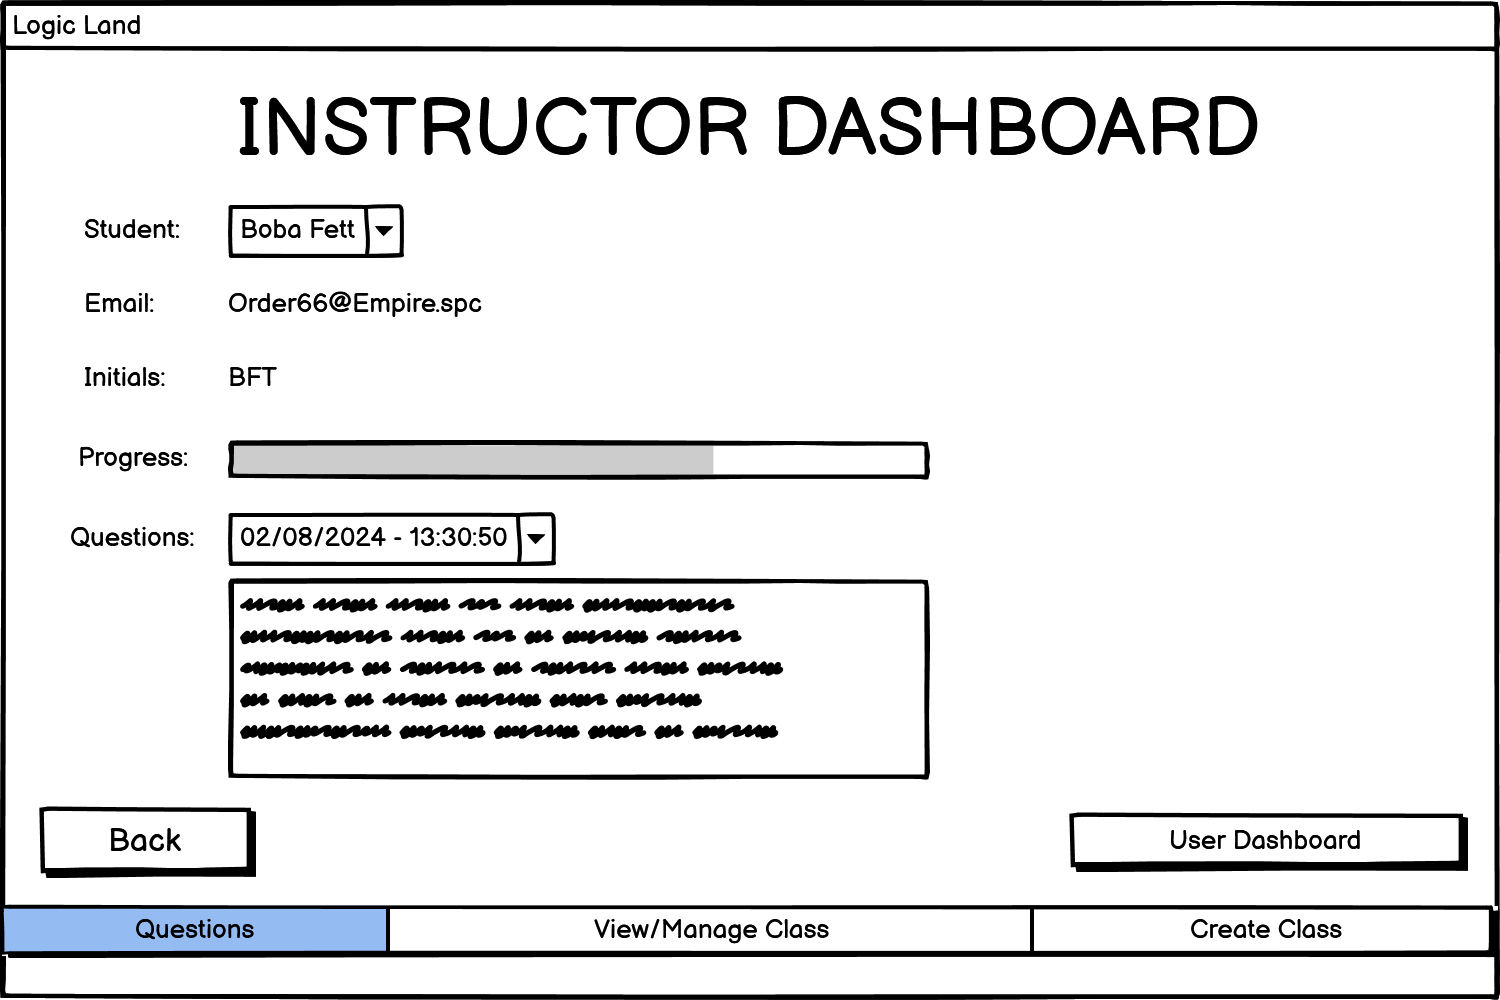 Logic Land
INSTRUCTOR DASHBOARD
Student: Boba Fett
Email: Order66@Empire.spc
Initials: BFT
Progress:
Questions: 02/08/2024 - 13:30:50
Back
User Dashboard
Questions View/Manage Class Create Class